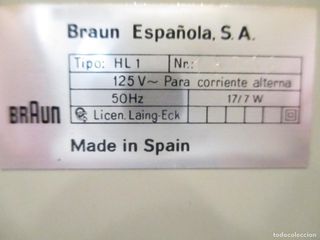 Braun Española, S.A.
Tipo: HL 1 Nr.:
125 V~ Para corriente alterna
50Hz 17/7 W
BRAUN
Licen. Laing-Eck
Made in Spain
todocoleccion